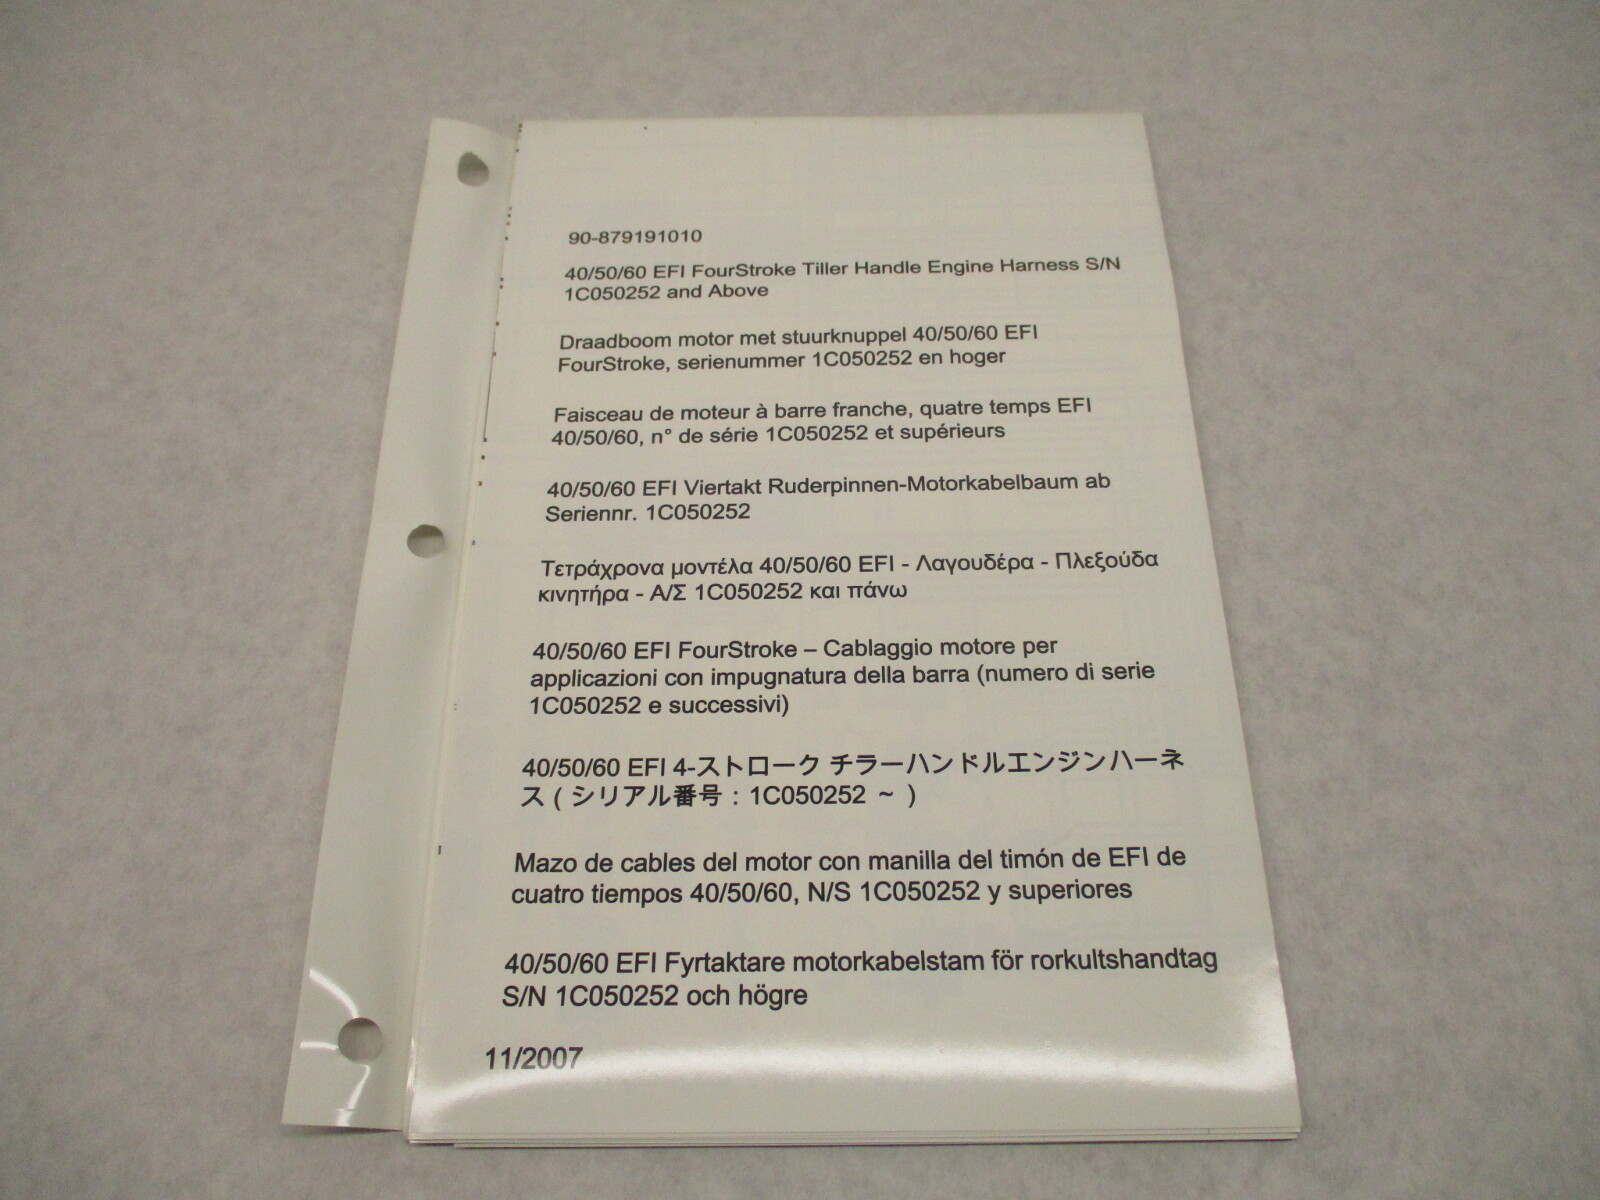 90-879191010
40/50/60 EFI FourStroke Tiller Handle Engine Harness S/N
1C050252 and Above
Draadboom motor met stuurknuppel 40/50/60 EFI
FourStroke, serienummer 1C050252 en hoger
Faisceau de moteur à barre franche, quatre temps EFI
40/50/60, n° de série 1C050252 et supérieurs
40/50/60 EFI Viertakt Ruderpinnen-Motorkabelbaum ab
Seriennr. 1C050252
Τετράχρονα μοντέλα 40/50/60 EFI - Λαγουδέρα - Πλεξούδα
κινητήρα - Α/Σ 1C050252 και πάνω
40/50/60 EFI FourStroke – Cablaggio motore per
applicazioni con impugnatura della barra (numero di serie
1C050252 e successivi)
40/50/60 EFI 4-ストローク チラーハンドルエンジンハーネ
ス ( シリアル番号 : 1C050252 ~ )
Mazo de cables del motor con manilla del timón de EFI de
cuatro tiempos 40/50/60, N/S 1C050252 y superiores
40/50/60 EFI Fyrtaktare motorkabelstam för rorkultshandtag
S/N 1C050252 och högre
11/2007